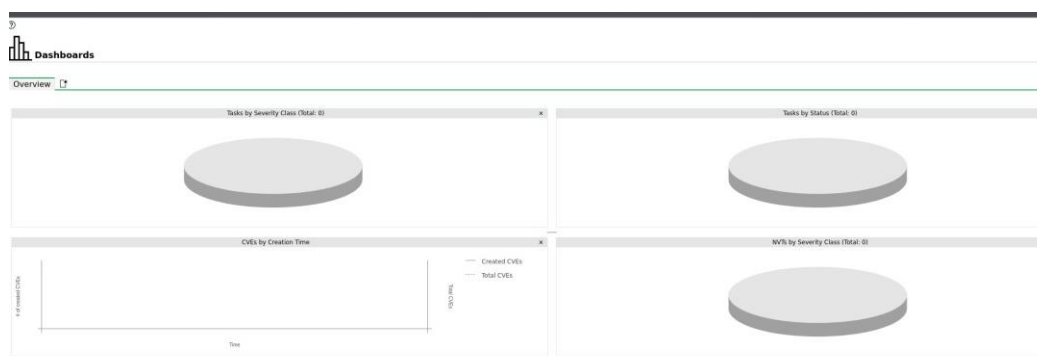 Dashboards
Overview
Tasks by Severity Class (Total: 0)
Tasks by Status (Total: 0)
CVEs by Creation Time
NVTs by Severity Class (Total: 0)
# of created CVEs
Created CVEs
Total CVEs
Total CVEs
Time